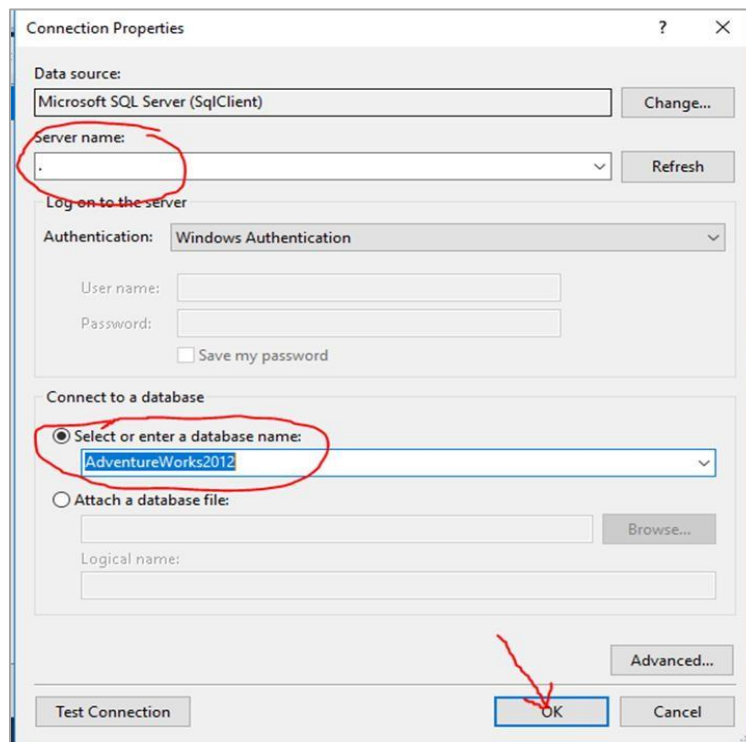 Connection Properties ? X
Data source:
Microsoft SQL Server (SqlClient) Change...
Server name:
. Refresh
Log on to the server
Authentication: Windows Authentication
User name:
Password:
Save my password
Connect to a database
Select or enter a database name:
AdventureWorks2012
Attach a database file:
Browse...
Logical name:
Advanced...
Test Connection OK Cancel